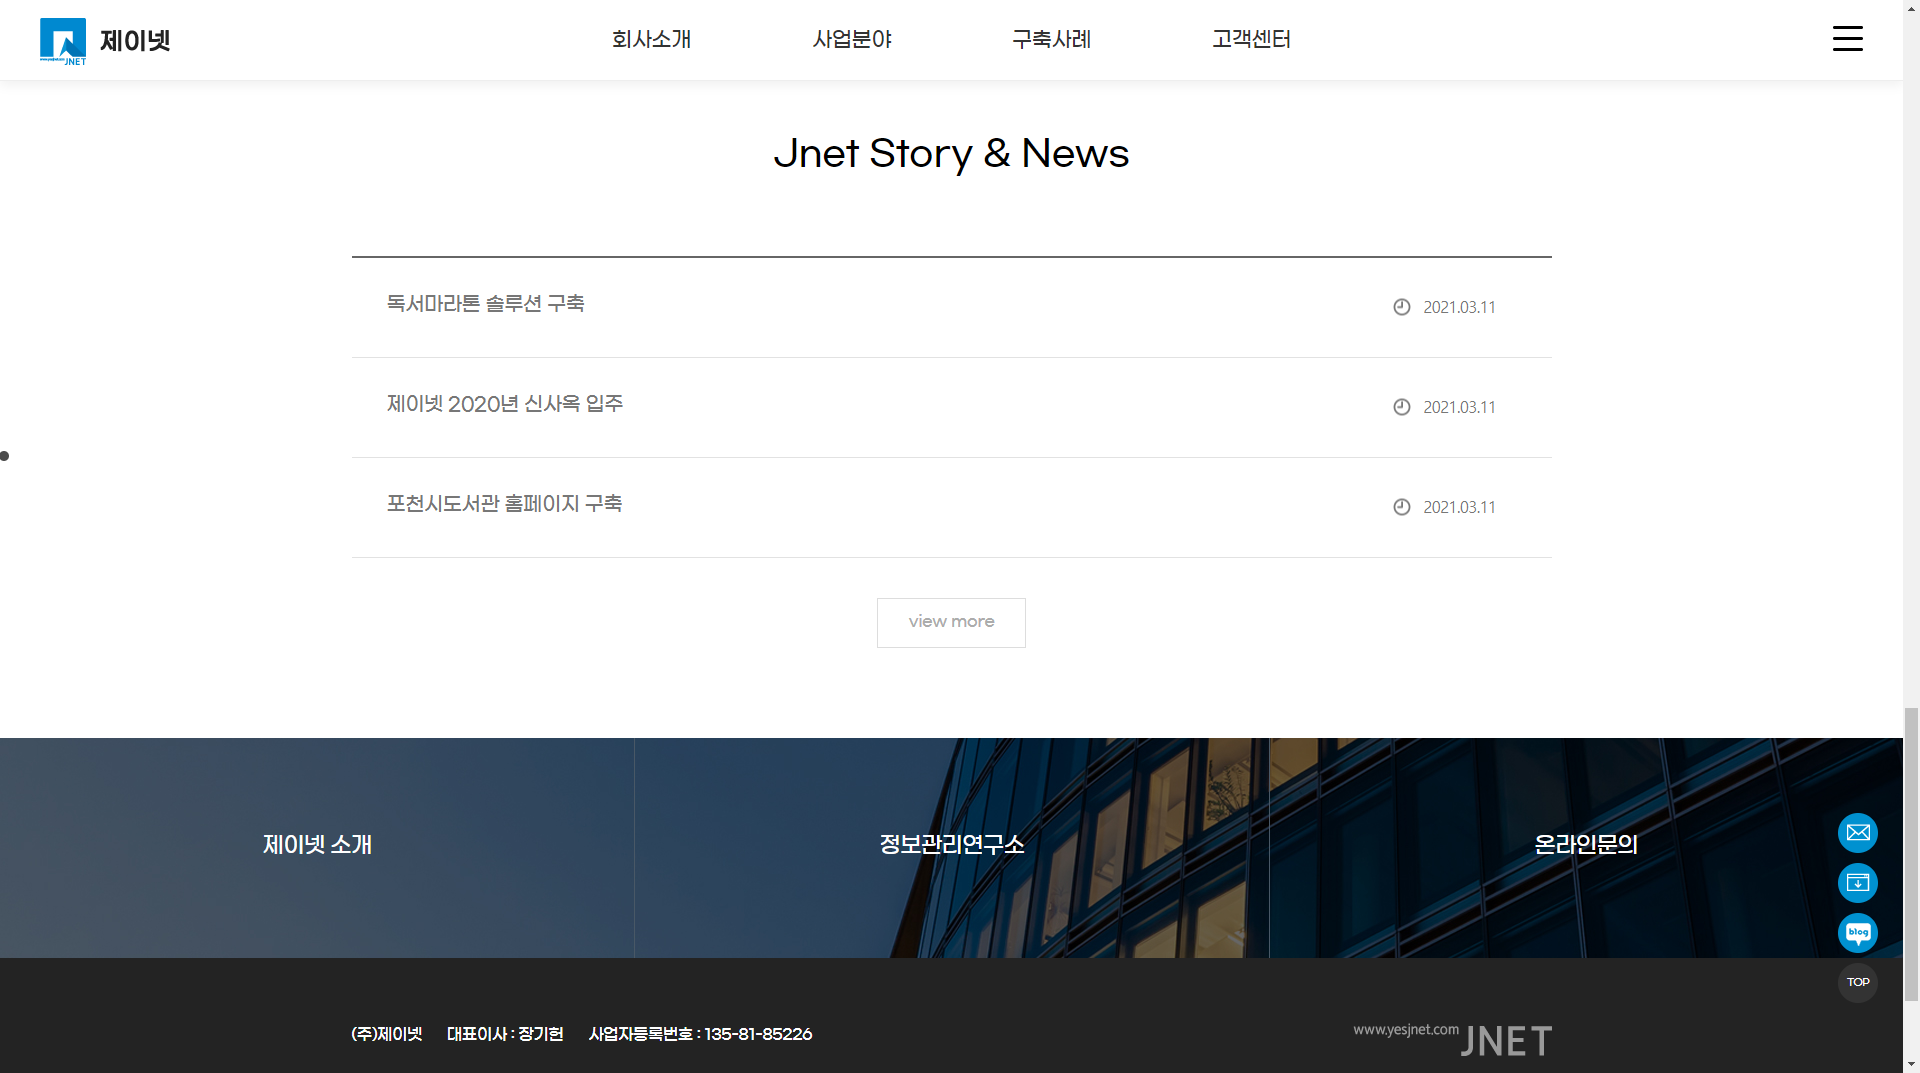 제이넷
회사소개
사업분야
구축사례
고객센터
Jnet Story & News
독서마라톤 솔루션 구축
2021.03.11
제이넷 2020년 신사옥 입주
2021.03.11
포천시도서관 홈페이지 구축
2021.03.11
view more
제이넷 소개
정보관리연구소
온라인문의
blog
TOP
(주)제이넷 대표이사 : 장기헌 사업자등록번호 : 135-81-85226
www.yesjnet.com JNET